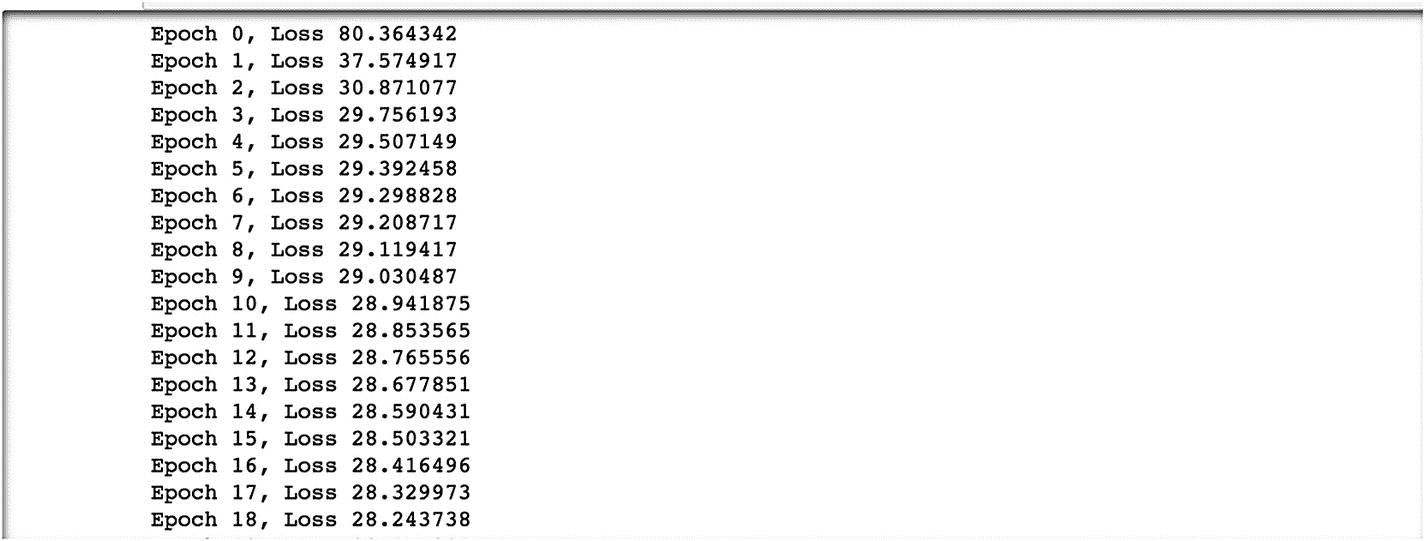 Epoch 0, Loss 80.364342
Epoch 1, Loss 37.574917
Epoch 2, Loss 30.871077
Epoch 3, Loss 29.756193
Epoch 4, Loss 29.507149
Epoch 5, Loss 29.392458
Epoch 6, Loss 29.298828
Epoch 7, Loss 29.208717
Epoch 8, Loss 29.119417
Epoch 9, Loss 29.030487
Epoch 10, Loss 28.941875
Epoch 11, Loss 28.853565
Epoch 12, Loss 28.765556
Epoch 13, Loss 28.677851
Epoch 14, Loss 28.590431
Epoch 15, Loss 28.503321
Epoch 16, Loss 28.416496
Epoch 17, Loss 28.329973
Epoch 18, Loss 28.243738